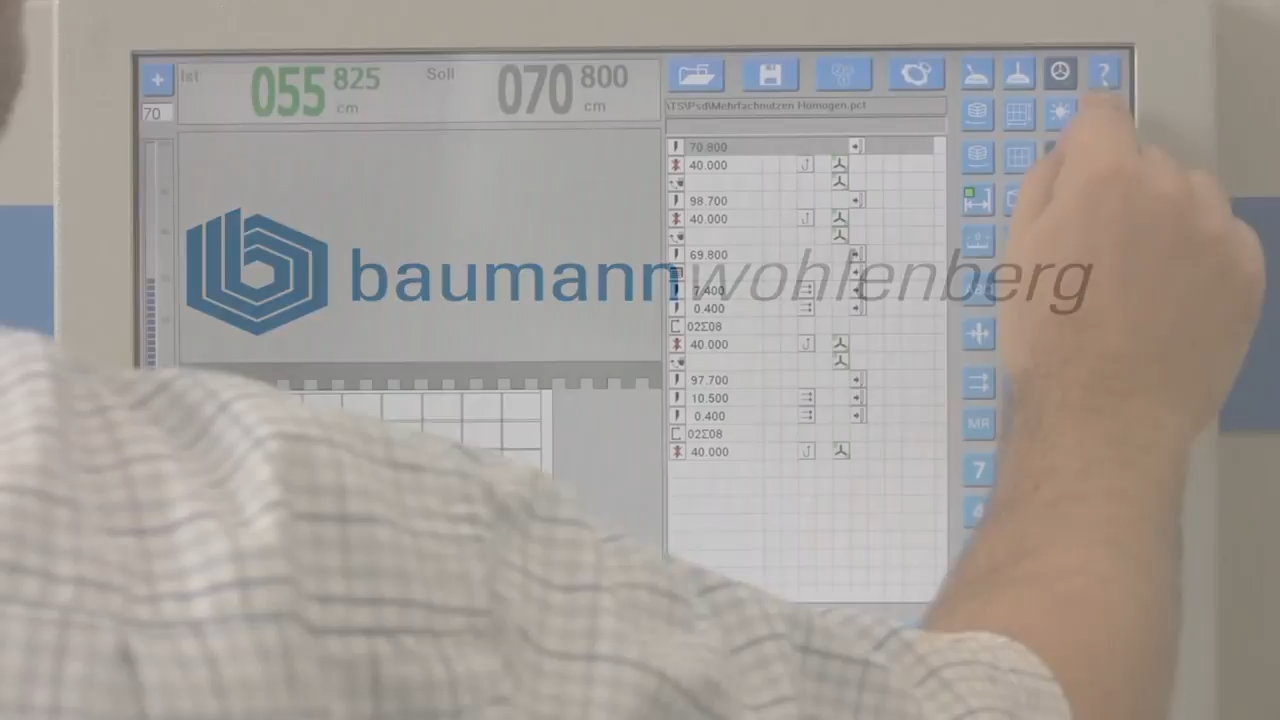 + Ist 055 825 cm Soll 070 800 cm
?
70
\TS\Psd\Mehrfachnutzen Homogen.pct
70.800
40.000
98.700
40.000
69.800
baumannwohlenberg
7.400
0.400
02Σ08
40.000
97.700
10.500
0.400
02Σ08
40.000
MR
7
4